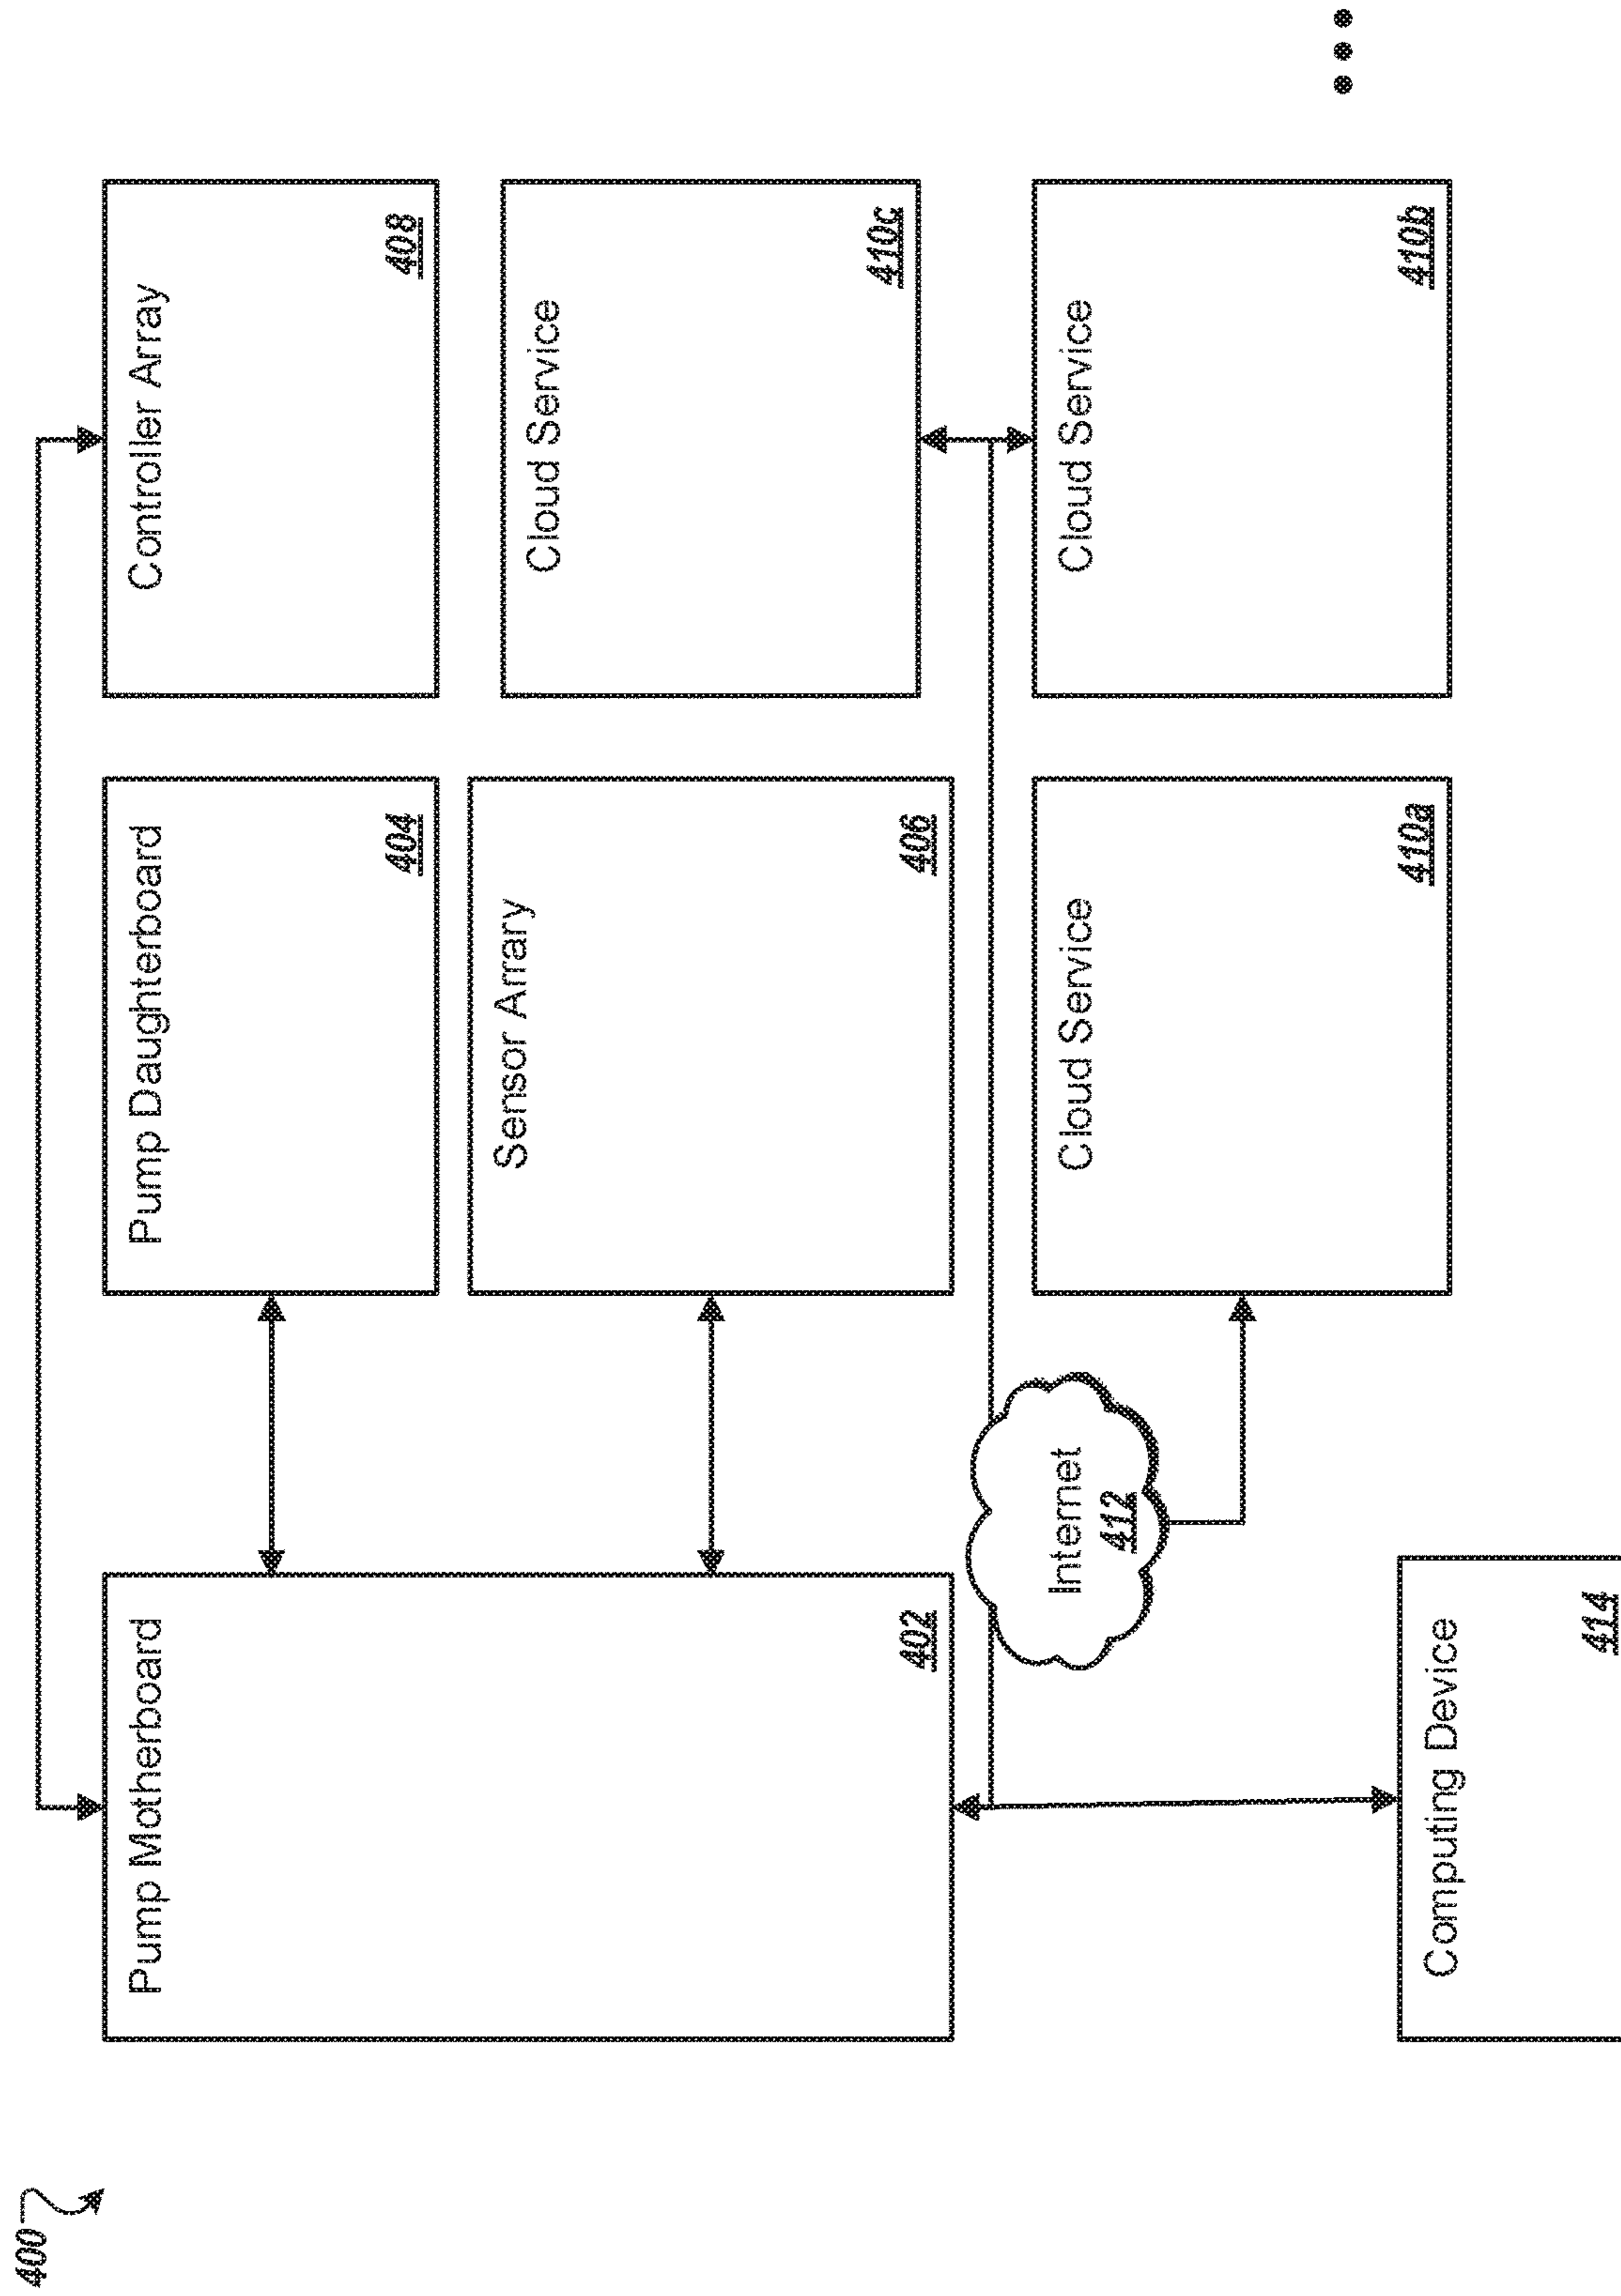 400
Pump Motherboard
402
Pump Daughterboard
404
Controller Array
408
Sensor Arrary
406
Cloud Service
410c
Internet
412
Cloud Service
410a
Cloud Service
410b
Computing Device
414